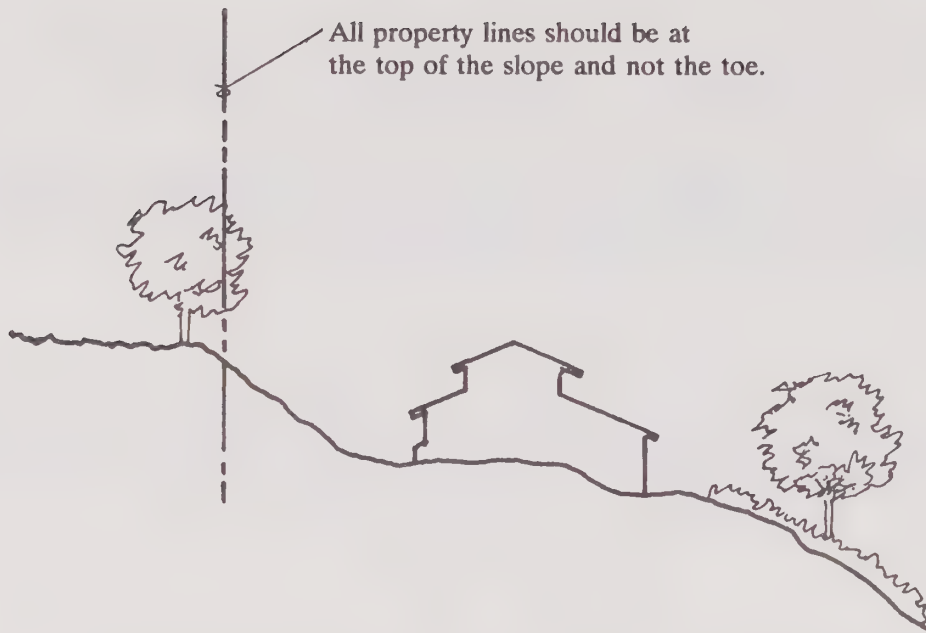 All property lines should be at
the top of the slope and not the toe.